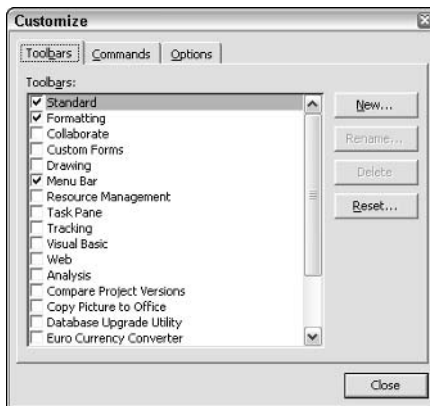 Customize
Toolbars Commands Options
Toolbars:
Standard
Formatting
Collaborate
Custom Forms
Drawing
Menu Bar
Resource Management
Task Pane
Tracking
Visual Basic
Web
Analysis
Compare Project Versions
Copy Picture to Office
Database Upgrade Utility
Euro Currency Converter
New...
Rename...
Delete
Reset...
Close